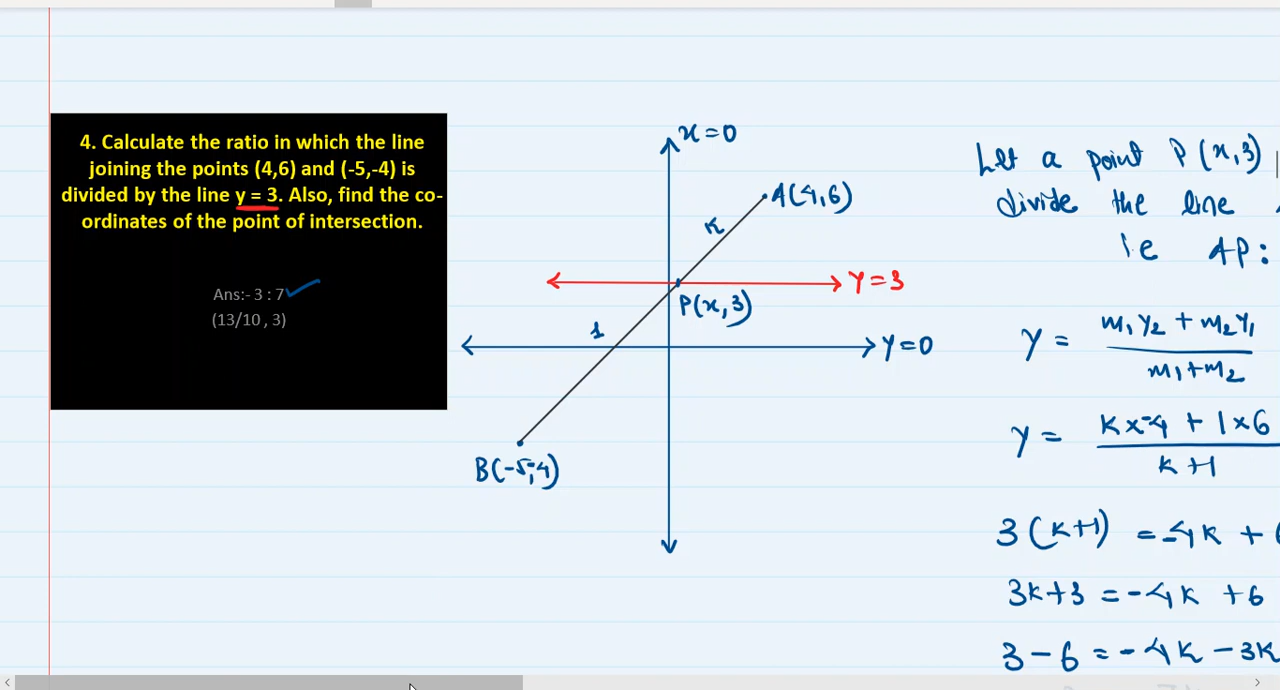 4. Calculate the ratio in which the line
joining the points (4,6) and (-5,-4) is
divided by the line y = 3. Also, find the co-
ordinates of the point of intersection.
Ans:- 3 : 7
(13/10 , 3)
x=0
A(4,6)
K
Y=3
P(x,3)
1
Y=0
B(-5,-4)
Let a point P(x,3)
divide the line
ie AP:
Y = m₁Y₂ + m₂Y₁
m₁+m₂
Y = K×-4 + 1×6
K+1
3(K+1) = -4K +
3K+3 = -4K +6
3-6 = -4K-3K